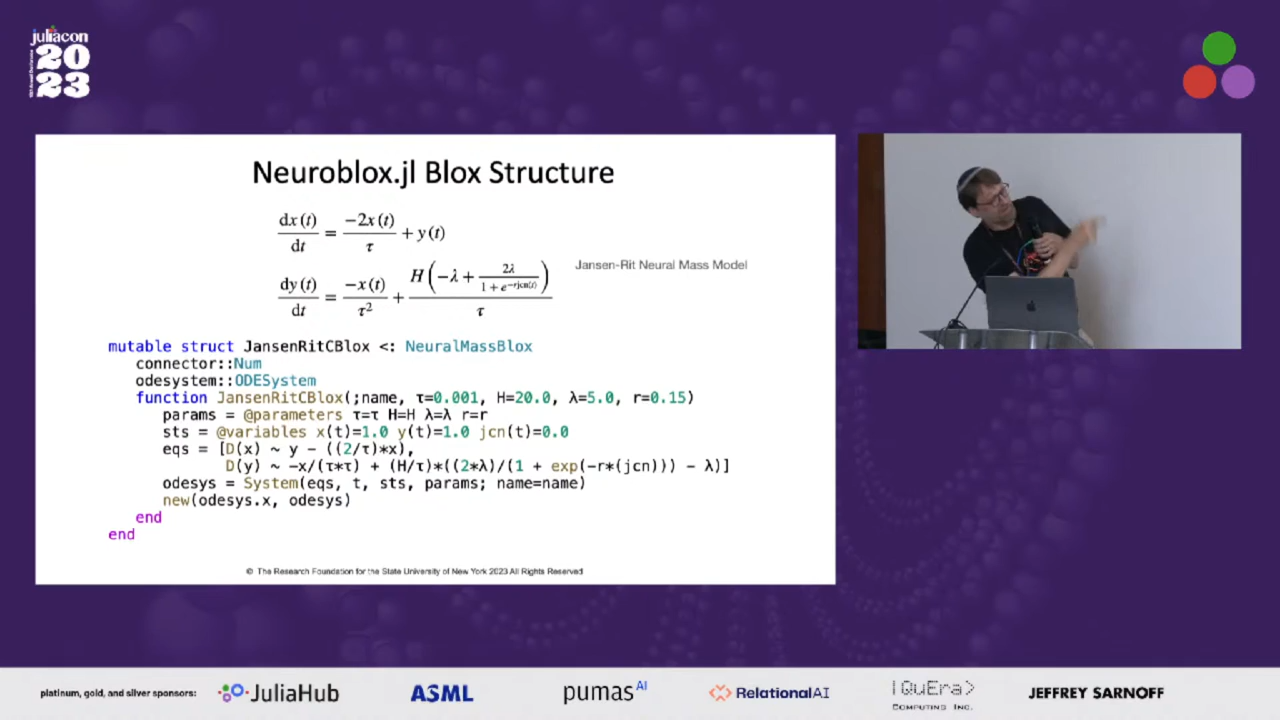 juliacon
20
23
Neuroblox.jl Blox Structure
dx(t)/dt = -2x(t)/τ + y(t)
dy(t)/dt = -x(t)/τ² + H(-λ + 2λ/(1 + e^-rjcn(t)))/τ
Jansen-Rit Neural Mass Model
mutable struct JansenRitCBlox <: NeuralMassBlox
connector::Num
odesystem::ODESystem
function JansenRitCBlox(;name, τ=0.001, H=20.0, λ=5.0, r=0.15)
params = @parameters τ=τ H=H λ=λ r=r
sts = @variables x(t)=1.0 y(t)=1.0 jcn(t)=0.0
eqs = [D(x) ~ y - ((2/τ)*x),
D(y) ~ -x/(τ*τ) + (H/τ)*((2*λ)/(1 + exp(-r*(jcn))) - λ)]
odesys = System(eqs, t, sts, params; name=name)
new(odesys.x, odesys)
end
end
© The Research Foundation for the State University of New York 2023 All Rights Reserved
platinum, gold, and silver sponsors:
JuliaHub
ASML
pumasAI
RelationalAI
|QuEra>
COMPUTING INC.
JEFFREY SARNOFF